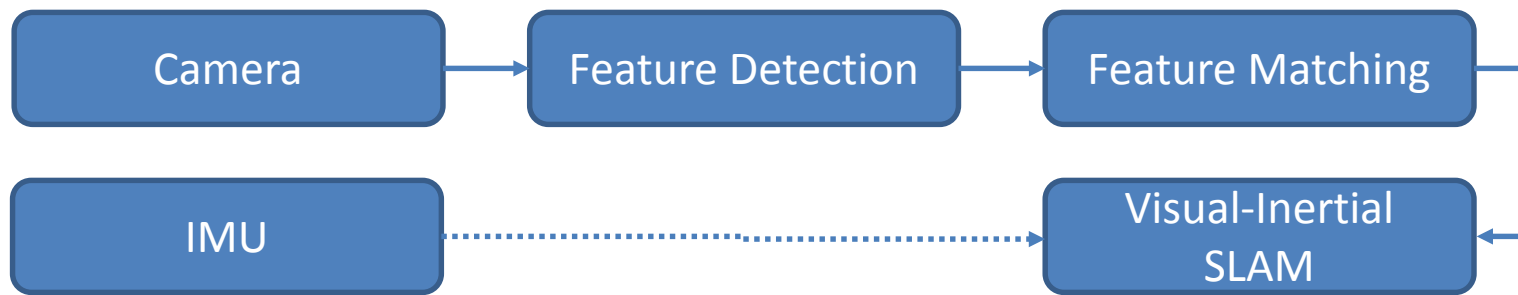 Camera
Feature Detection
Feature Matching
IMU
Visual-Inertial
SLAM